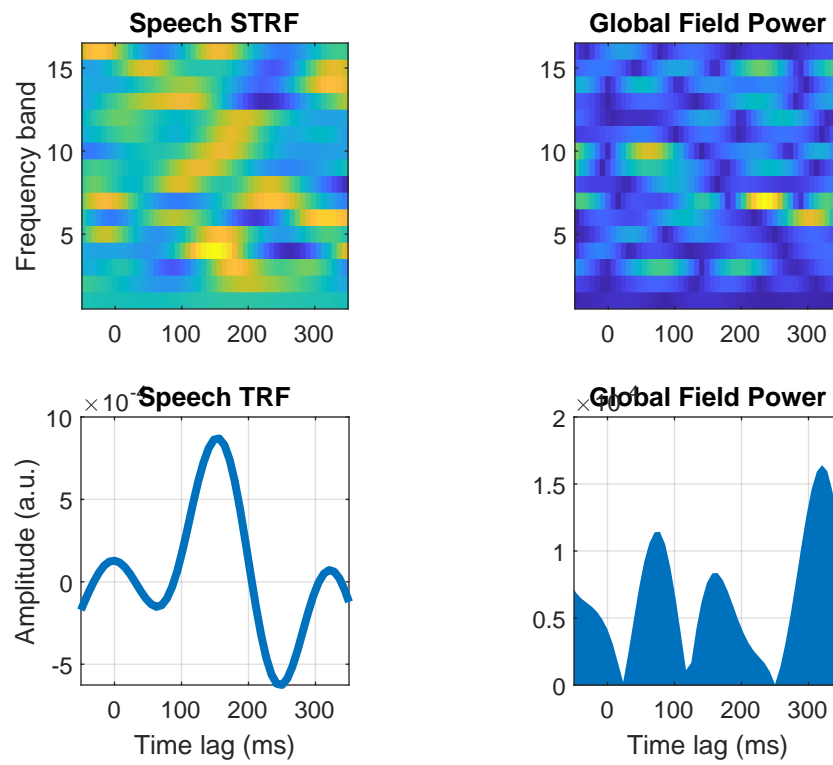 Speech STRF
15
10
5
Frequency band
0 100 200 300
Global Field Power
15
10
5
0 100 200 300
Speech TRF
×10⁻⁴
10
5
0
-5
Amplitude (a.u.)
0 100 200 300
Time lag (ms)
Global Field Power
2
1.5
1
0.5
0
0 100 200 300
Time lag (ms)